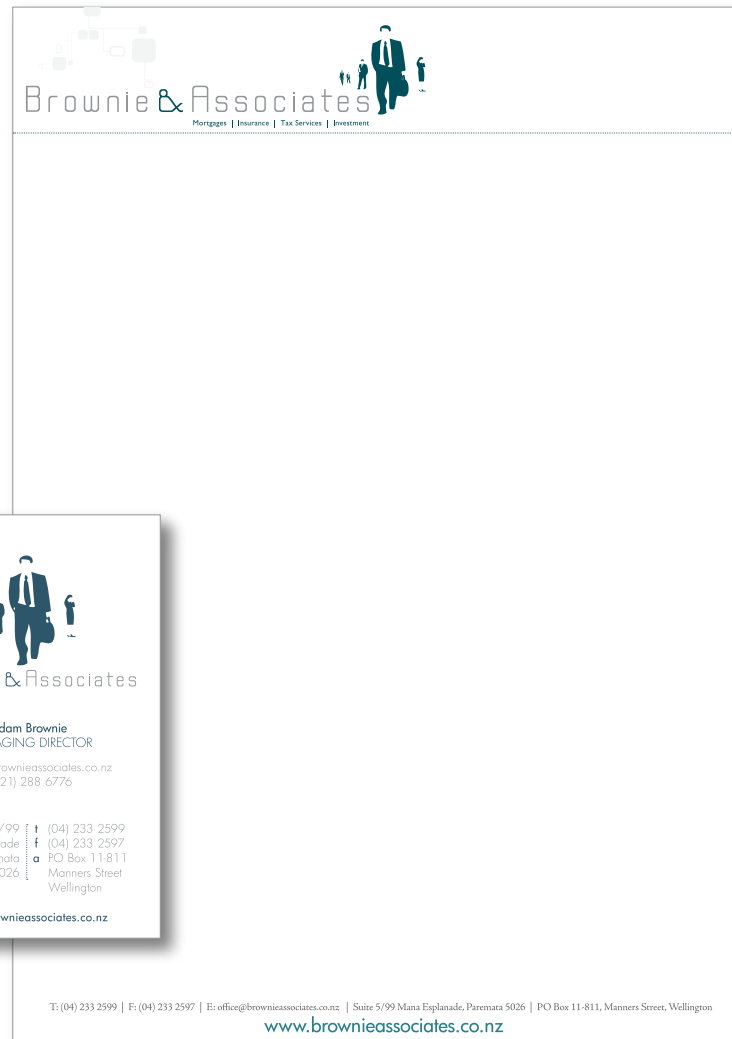 Brownie & Associates
Mortgages | Insurance | Tax Services | Investment
& Associates
dam Brownie
AGING DIRECTOR
rownieassociates.co.nz
21) 288 6776
/99 t (04) 233 2599
ade f (04) 233 2597
nata a PO Box 11-811
026 Manners Street
Wellington
wnieassociates.co.nz
T: (04) 233 2599 | F: (04) 233 2597 | E: office@brownieassociates.co.nz | Suite 5/99 Mana Esplanade, Paremata 5026 | PO Box 11-811, Manners Street, Wellington
www.brownieassociates.co.nz